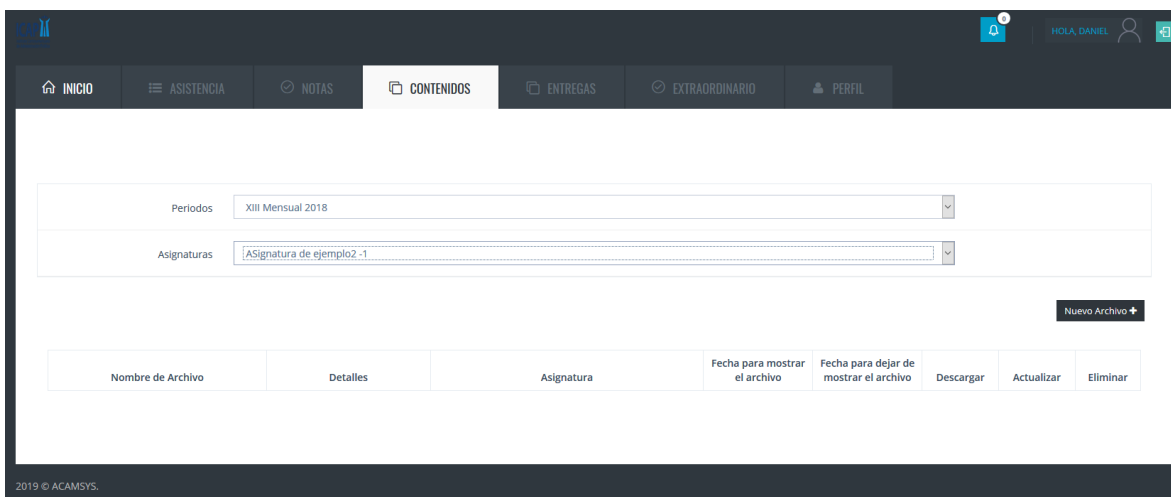 0
HOLA, DANIEL
INICIO ASISTENCIA NOTAS CONTENIDOS ENTREGAS EXTRAORDINARIO PERFIL
Periodos XIII Mensual 2018
Asignaturas ASignatura de ejemplo2 -1
Nuevo Archivo +
Nombre de Archivo Detalles Asignatura Fecha para mostrar el archivo Fecha para dejar de mostrar el archivo Descargar Actualizar Eliminar
2019 © ACAMSYS.